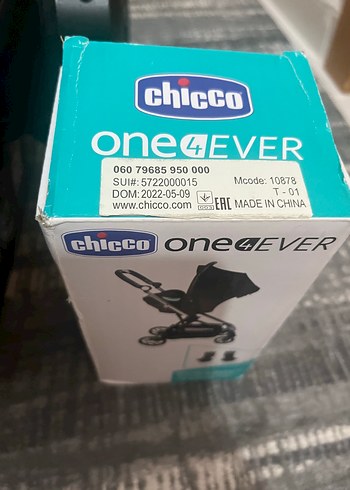 chicco
one4EVER
060 79685 950 000
SUI#: 5722000015
Mcode: 10878
DOM: 2022-05-09
T - 01
www.chicco.com
EAC
MADE IN CHINA
chicco one4EVER